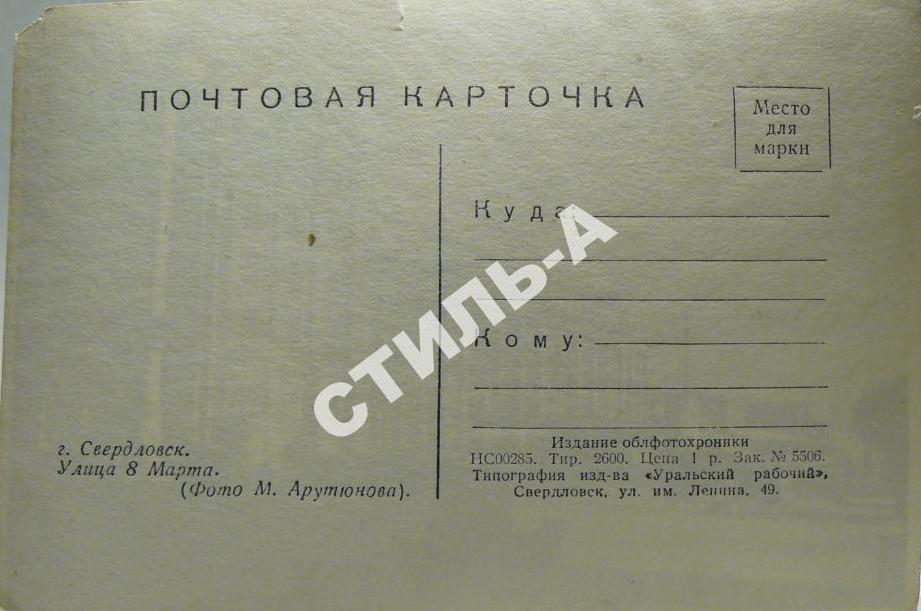 ПОЧТОВАЯ КАРТОЧКА
Место
для
марки
Куда:
Кому:
СТИЛЬ-А
г. Свердловск.
Улица 8 Марта.
(Фото М. Арутюнова).
Издание облфотохроники
НС00285. Тир. 2600. Цена 1 р. Зак. № 5506.
Типография изд-ва «Уральский рабочий»,
Свердловск, ул. им. Ленина, 49.